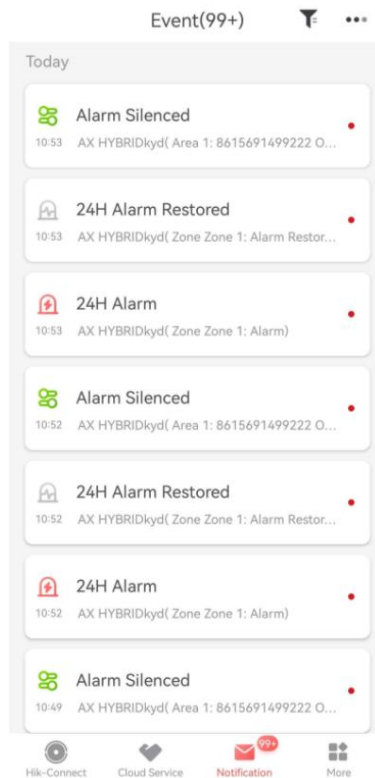 Event(99+)
Today
Alarm Silenced
10:53 AX HYBRIDkyd( Area 1: 8615691499222 O...
24H Alarm Restored
10:53 AX HYBRIDkyd( Zone Zone 1: Alarm Restor...
24H Alarm
10:53 AX HYBRIDkyd( Zone Zone 1: Alarm)
Alarm Silenced
10:52 AX HYBRIDkyd( Area 1: 8615691499222 O...
24H Alarm Restored
10:52 AX HYBRIDkyd( Zone Zone 1: Alarm Restor...
24H Alarm
10:52 AX HYBRIDkyd( Zone Zone 1: Alarm)
Alarm Silenced
10:49 AX HYBRIDkyd( Area 1: 8615691499222 O...
99+
Hik-Connect Cloud Service Notification More